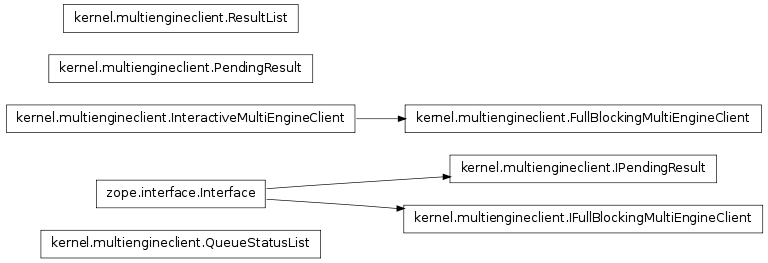 kernel.multiengineclient.ResultList
kernel.multiengineclient.PendingResult
kernel.multiengineclient.InteractiveMultiEngineClient
kernel.multiengineclient.FullBlockingMultiEngineClient
kernel.multiengineclient.IPendingResult
zope.interface.Interface
kernel.multiengineclient.IFullBlockingMultiEngineClient
kernel.multiengineclient.QueueStatusList